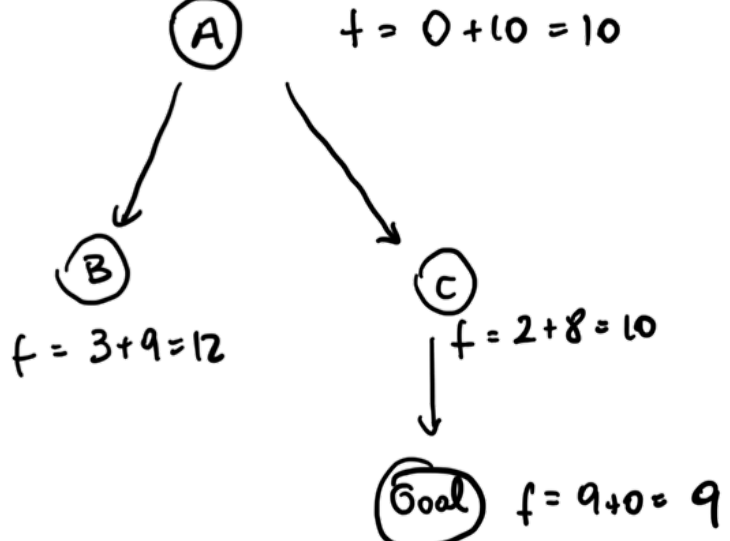 A
f = 0 + 10 = 10
B
C
f = 3+9=12
f = 2+8=10
Goal
f = 9+0= 9